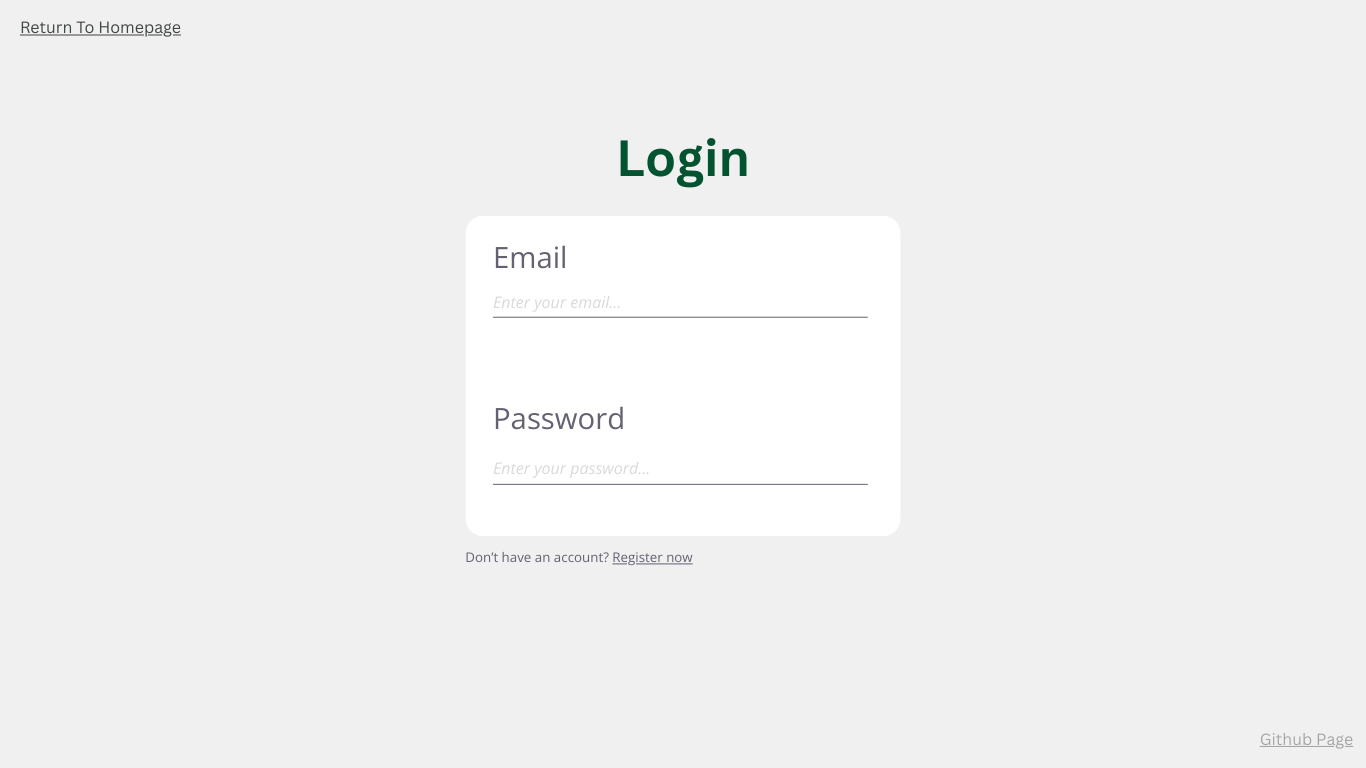 Return To Homepage
Login
Email
Enter your email...
Password
Enter your password...
Don't have an account? Register now
Github Page